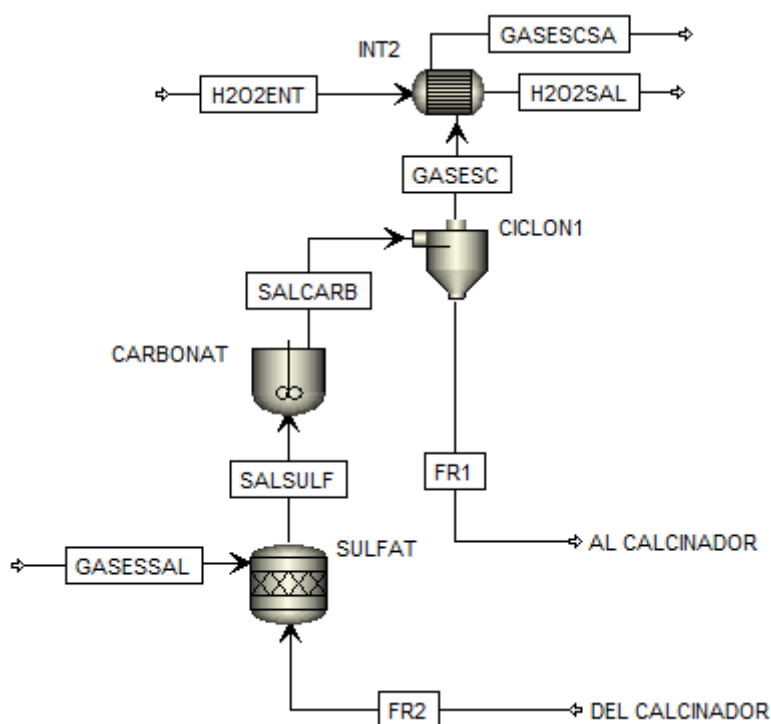 GASESCSA
INT2
H2O2ENT
H2O2SAL
GASESC
CICLON1
SALCARB
CARBONAT
FR1
SALSULF
AL CALCINADOR
SULFAT
GASESSAL
FR2
DEL CALCINADOR